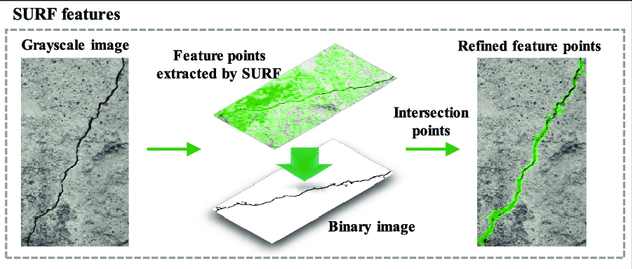 SURF features
Grayscale image
Feature points
extracted by SURF
Binary image
Intersection
points
Refined feature points